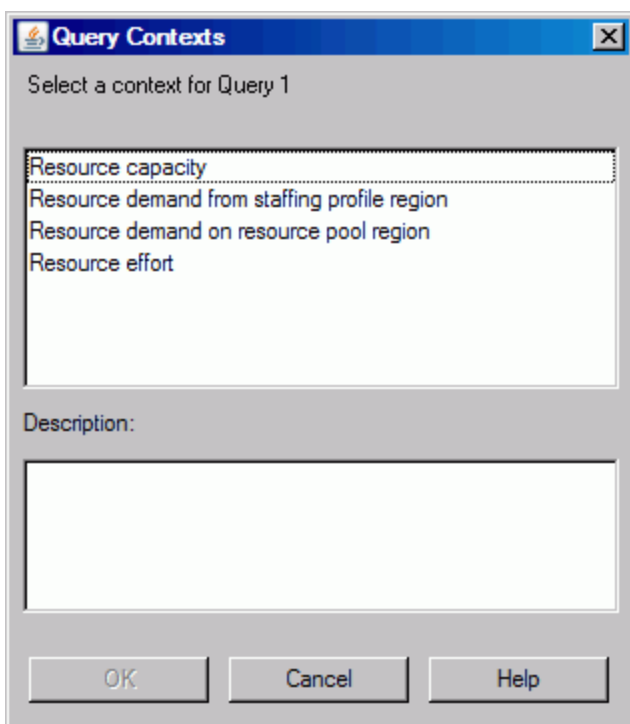 Query Contexts
Select a context for Query 1
Resource capacity
Resource demand from staffing profile region
Resource demand on resource pool region
Resource effort
Description:
OK Cancel Help